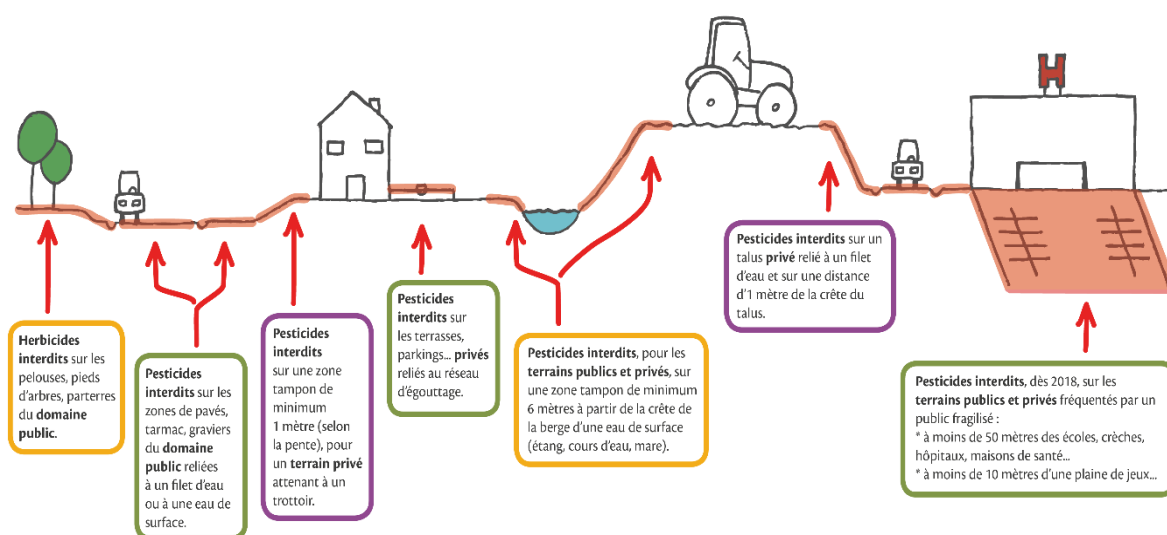 H
Herbicides
interdits sur les
pelouses, pieds
d'arbres, parterres
du domaine
public.
Pesticides
interdits sur les
zones de pavés,
tarmac, graviers
du domaine
public reliées
à un filet d'eau
ou à une eau de
surface.
Pesticides
interdits
sur une zone
tampon de
minimum
1 mètre (selon
la pente), pour
un terrain privé
attenant à un
trottoir.
Pesticides
interdits sur
les terrasses,
parkings... privés
reliés au réseau
d'égouttage.
Pesticides interdits, pour les
terrains publics et privés, sur
une zone tampon de minimum
6 mètres à partir de la crête de
la berge d'une eau de surface
(étang, cours d'eau, mare).
Pesticides interdits sur un
talus privé relié à un filet
d'eau et sur une distance
d'1 mètre de la crête du
talus.
Pesticides interdits, dès 2018, sur les
terrains publics et privés fréquentés par un
public fragilisé :
* à moins de 50 mètres des écoles, crèches,
hôpitaux, maisons de santé...
* à moins de 10 mètres d'une plaine de jeux...